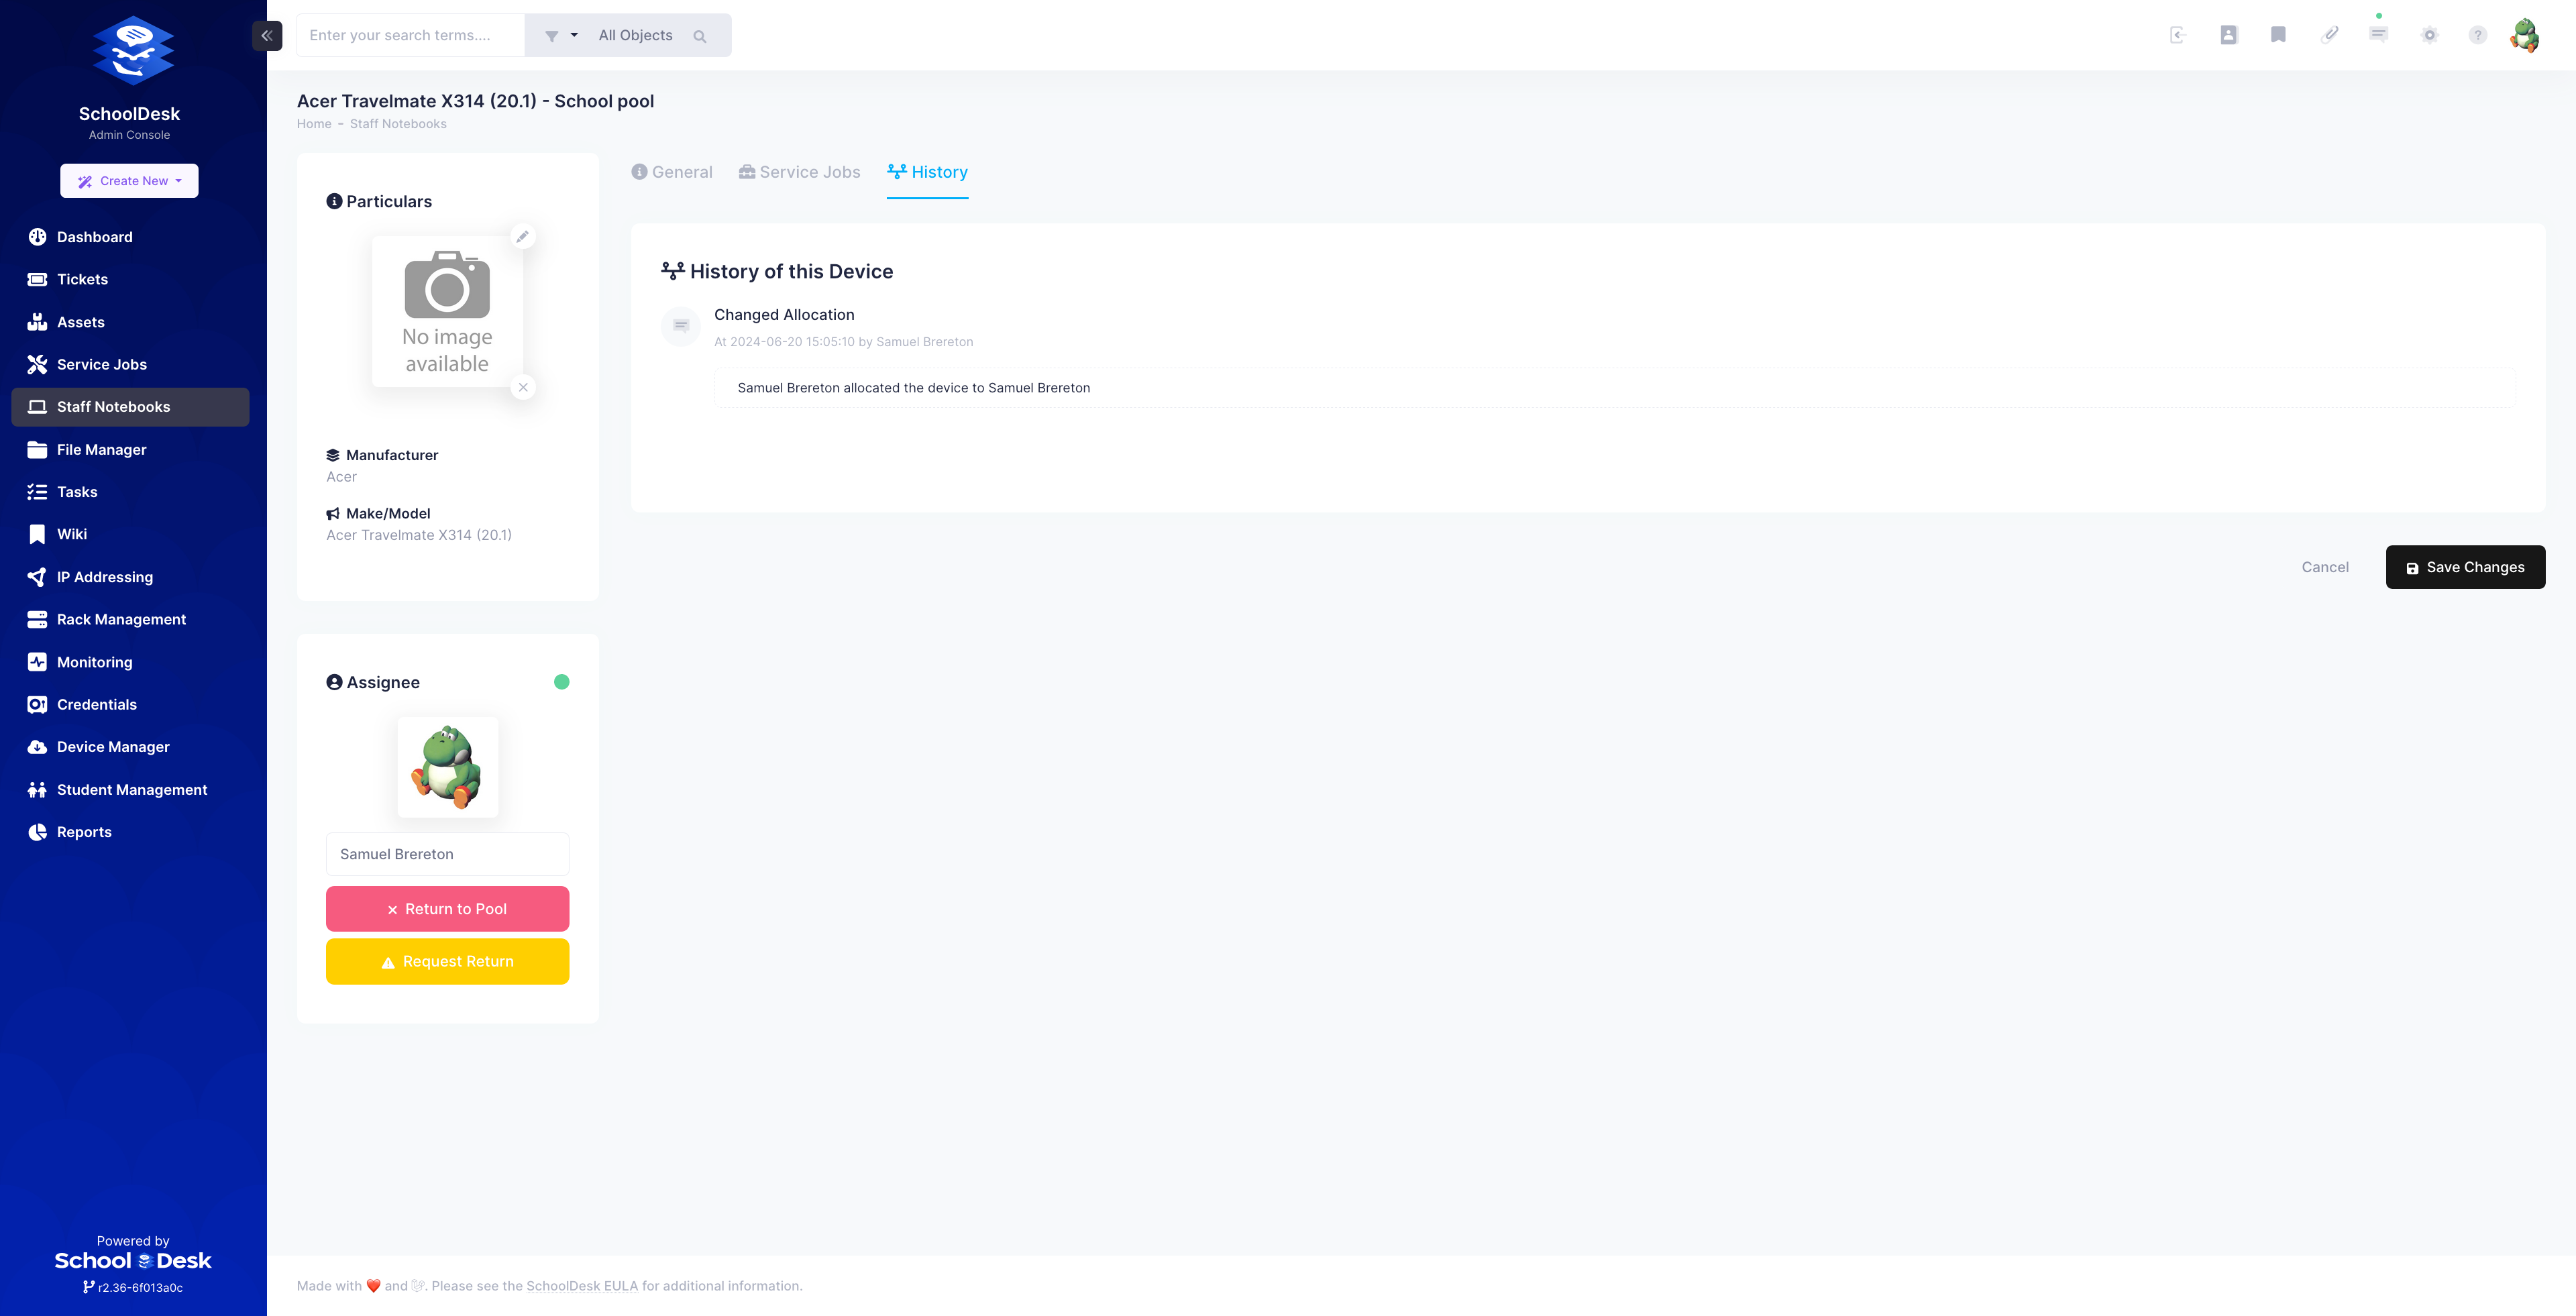 SchoolDesk
Admin Console
Create New
Dashboard
Tickets
Assets
Service Jobs
Staff Notebooks
File Manager
Tasks
Wiki
IP Addressing
Rack Management
Monitoring
Credentials
Device Manager
Student Management
Reports
Powered by
School Desk
r2.36-6f013a0c
Enter your search terms....
All Objects
?
Acer Travelmate X314 (20.1) - School pool
Home - Staff Notebooks
Particulars
No image
available
Manufacturer
Acer
Make/Model
Acer Travelmate X314 (20.1)
Assignee
Samuel Brereton
Return to Pool
Request Return
General
Service Jobs
History
History of this Device
Changed Allocation
At 2024-06-20 15:05:10 by Samuel Brereton
Samuel Brereton allocated the device to Samuel Brereton
Cancel
Save Changes
Made with ❤️ and 🕊. Please see the SchoolDesk EULA for additional information.